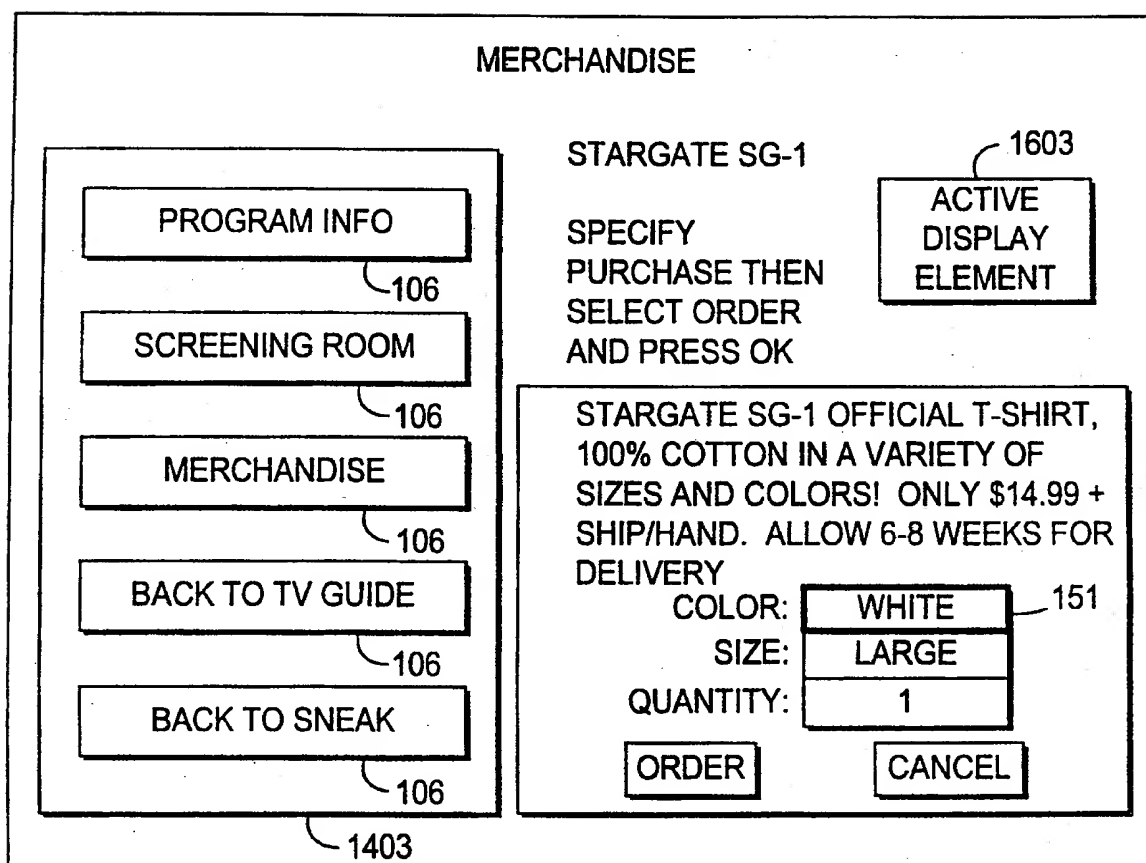 MERCHANDISE
PROGRAM INFO
106
SCREENING ROOM
106
MERCHANDISE
106
BACK TO TV GUIDE
106
BACK TO SNEAK
106
1403
STARGATE SG-1
SPECIFY
PURCHASE THEN
SELECT ORDER
AND PRESS OK
1603
ACTIVE
DISPLAY
ELEMENT
STARGATE SG-1 OFFICIAL T-SHIRT,
100% COTTON IN A VARIETY OF
SIZES AND COLORS! ONLY $14.99 +
SHIP/HAND. ALLOW 6-8 WEEKS FOR
DELIVERY
COLOR: WHITE 151
SIZE: LARGE
QUANTITY: 1
ORDER CANCEL